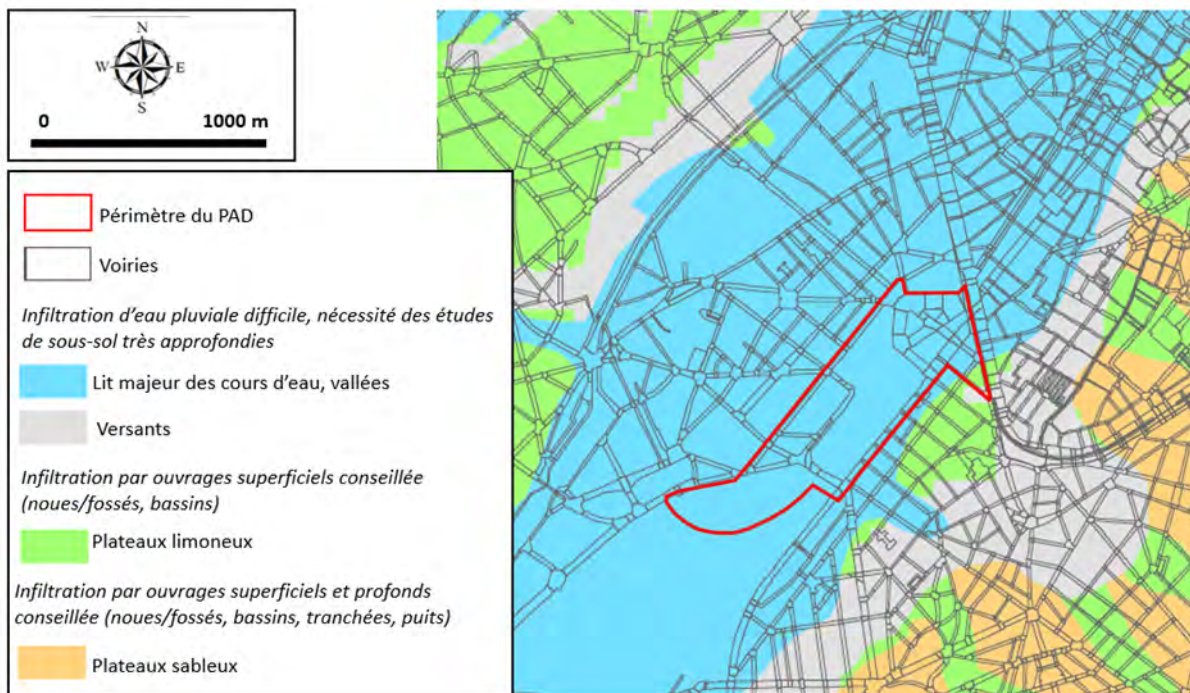 N
W E
S
0 1000 m
Périmètre du PAD
Voiries
Infiltration d'eau pluviale difficile, nécessité des études
de sous-sol très approfondies
Lit majeur des cours d'eau, vallées
Versants
Infiltration par ouvrages superficiels conseillée
(noues/fossés, bassins)
Plateaux limoneux
Infiltration par ouvrages superficiels et profonds
conseillée (noues/fossés, bassins, tranchées, puits)
Plateaux sableux